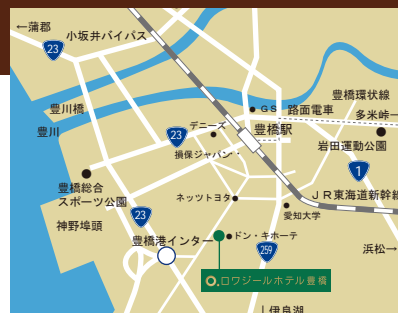 ←蒲郡
小坂井バイパス
23
豊川橋
豊川
デニーズ
23
損保ジャパン
GS
路面電車
豊橋環状線
多米峠→
豊橋駅
岩田運動公園
1
豊橋総合
スポーツ公園
ネッツトヨタ
JR東海道新幹線
愛知大学
神野埠頭
23
豊橋港インター
ドン・キホーテ
259
浜松→
ロワジールホテル豊橋
↓伊良湖